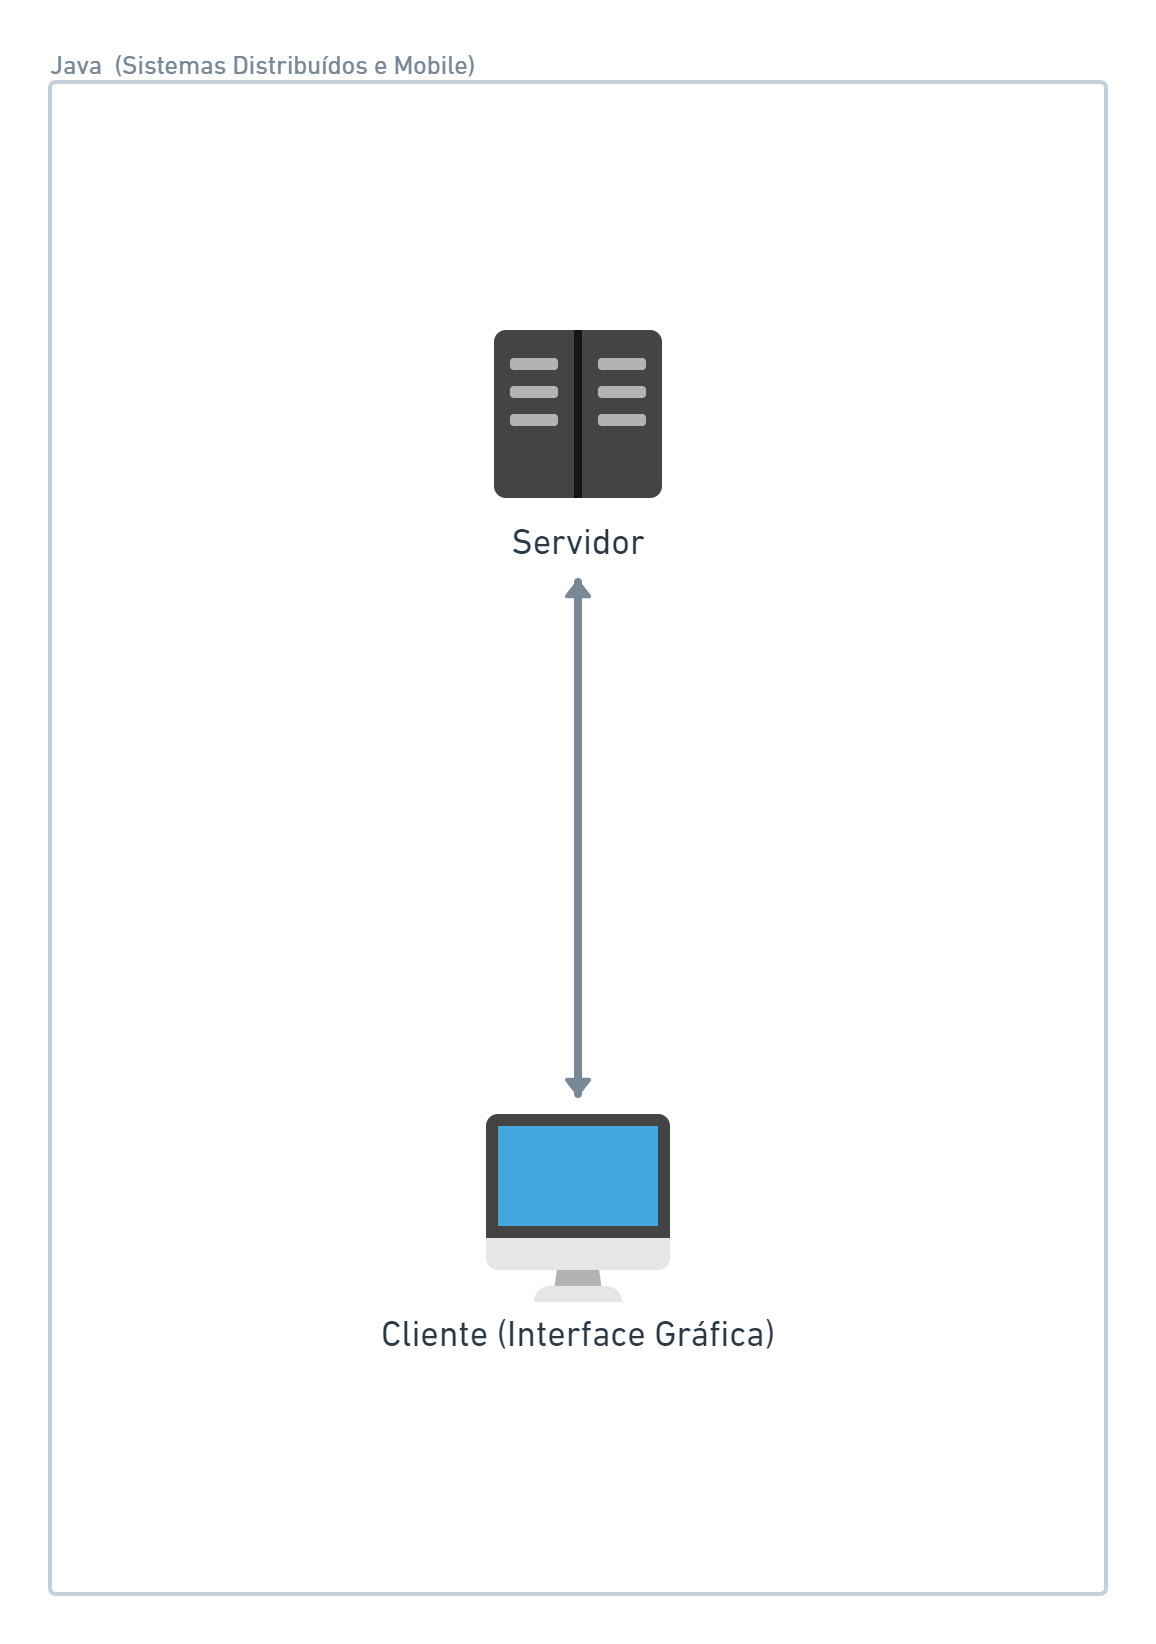 Java  (Sistemas Distribuídos e Mobile)
Servidor
Cliente (Interface Gráfica)